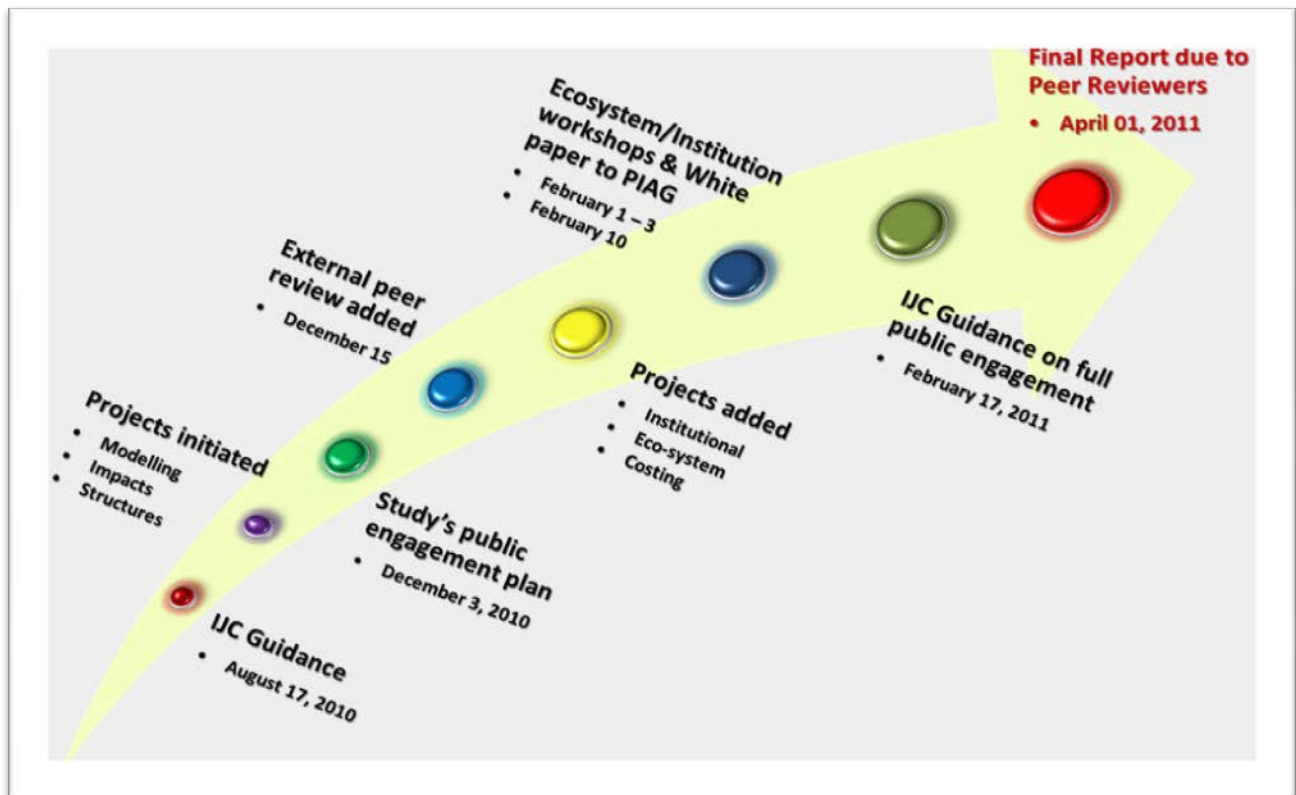 Final Report due to
Peer Reviewers
• April 01, 2011
Ecosystem/Institution
workshops & White
paper to PIAG
• February 1 – 3
• February 10
External peer
review added
• December 15
IJC Guidance on full
public engagement
• February 17, 2011
Projects added
• Institutional
• Eco-system
• Costing
Projects initiated
• Modelling
• Impacts
• Structures
Study's public
engagement plan
• December 3, 2010
IJC Guidance
• August 17, 2010